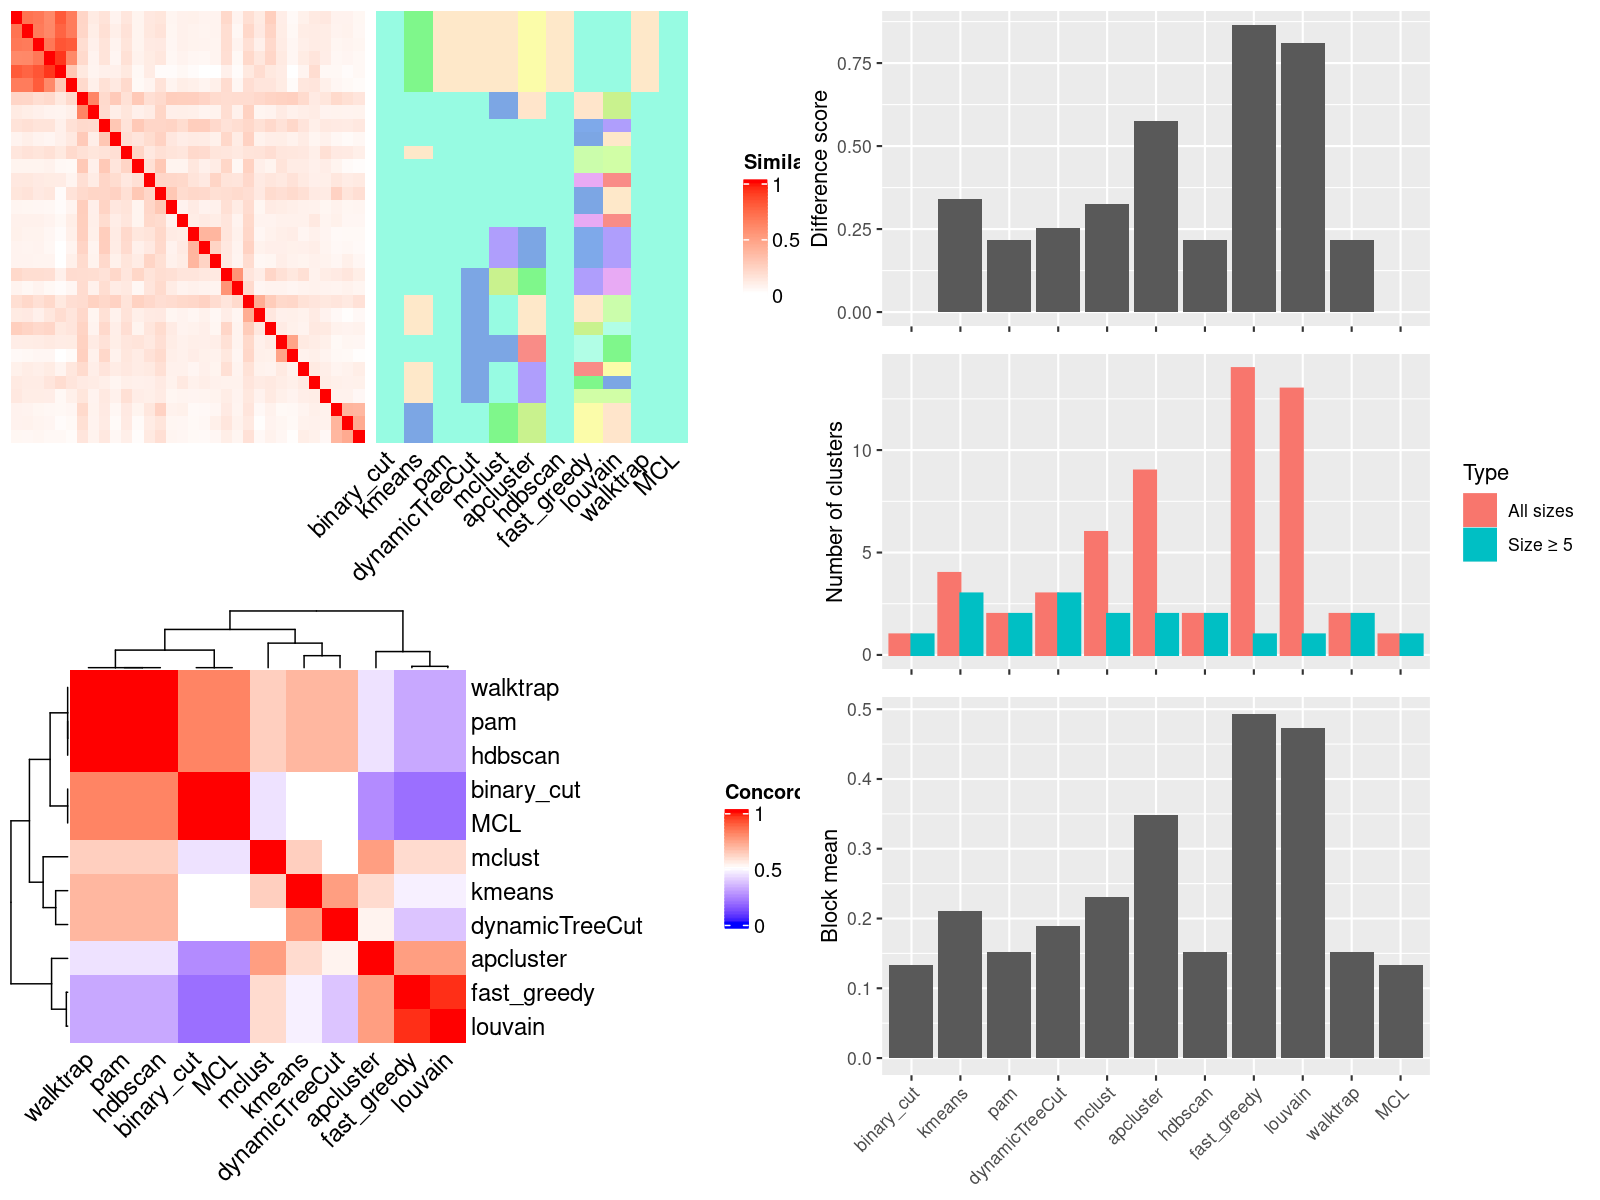 Simila
1
0.5
0
binary_cut
kmeans
pam
dynamicTreeCut
mclust
apcluster
hdbscan
fast_greedy
louvain
walktrap
MCL
Difference score
0.75
0.50
0.25
0.00
Number of clusters
10
5
0
Type
All sizes
Size ≥ 5
walktrap
pam
hdbscan
binary_cut
MCL
mclust
kmeans
dynamicTreeCut
apcluster
fast_greedy
louvain
walktrap
pam
hdbscan
binary_cut
MCL
mclust
kmeans
dynamicTreeCut
apcluster
fast_greedy
louvain
Concord
1
0.5
0
Block mean
0.5
0.4
0.3
0.2
0.1
0.0
binary_cut
kmeans
pam
dynamicTreeCut
mclust
apcluster
hdbscan
fast_greedy
louvain
walktrap
MCL